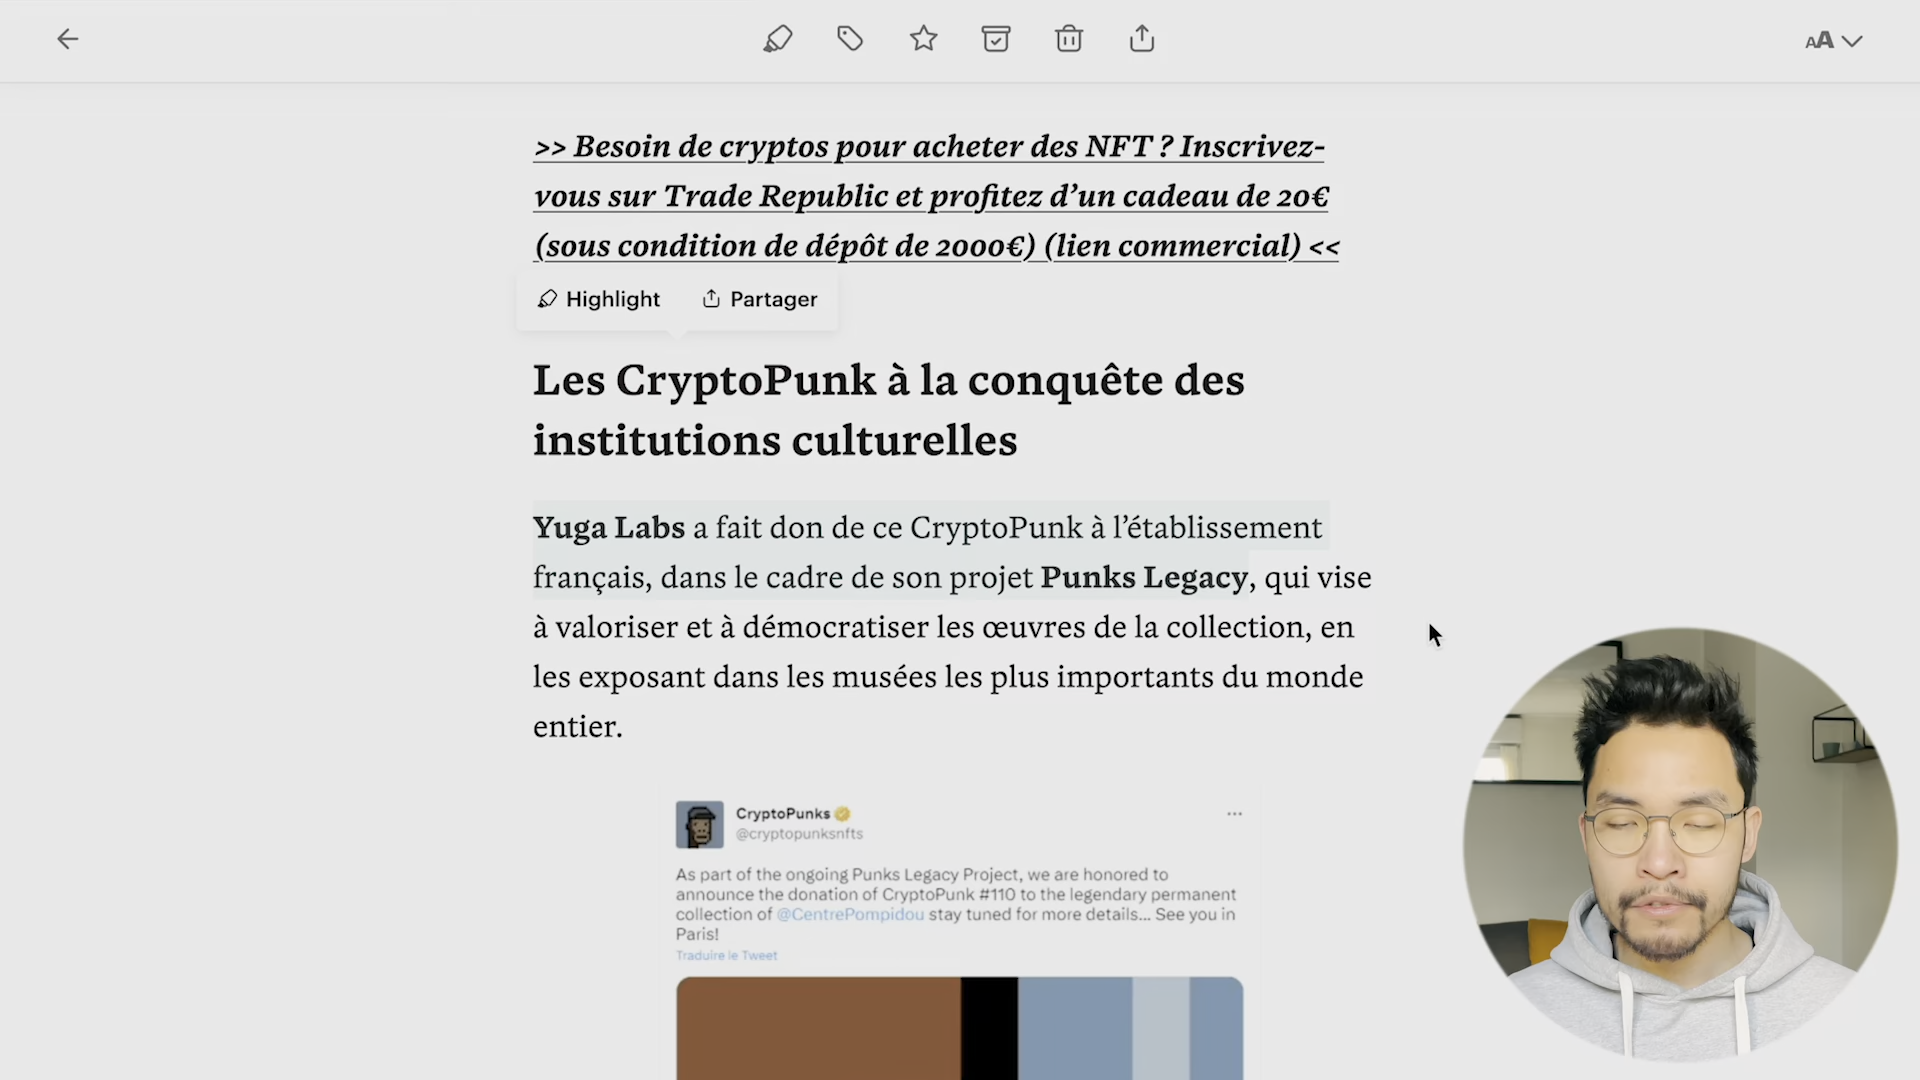 AA
>> Besoin de cryptos pour acheter des NFT ? Inscrivez-
vous sur Trade Republic et profitez d’un cadeau de 20€
(sous condition de dépôt de 2000€) (lien commercial) <<
Highlight Partager
Les CryptoPunk à la conquête des
institutions culturelles
Yuga Labs a fait don de ce CryptoPunk à l’établissement
français, dans le cadre de son projet Punks Legacy, qui vise
à valoriser et à démocratiser les œuvres de la collection, en
les exposant dans les musées les plus importants du monde
entier.
CryptoPunks
@cryptopunksnfts
As part of the ongoing Punks Legacy Project, we are honored to
announce the donation of CryptoPunk #110 to the legendary permanent
collection of @CentrePompidou stay tuned for more details... See you in
Paris!
Traduire le Tweet